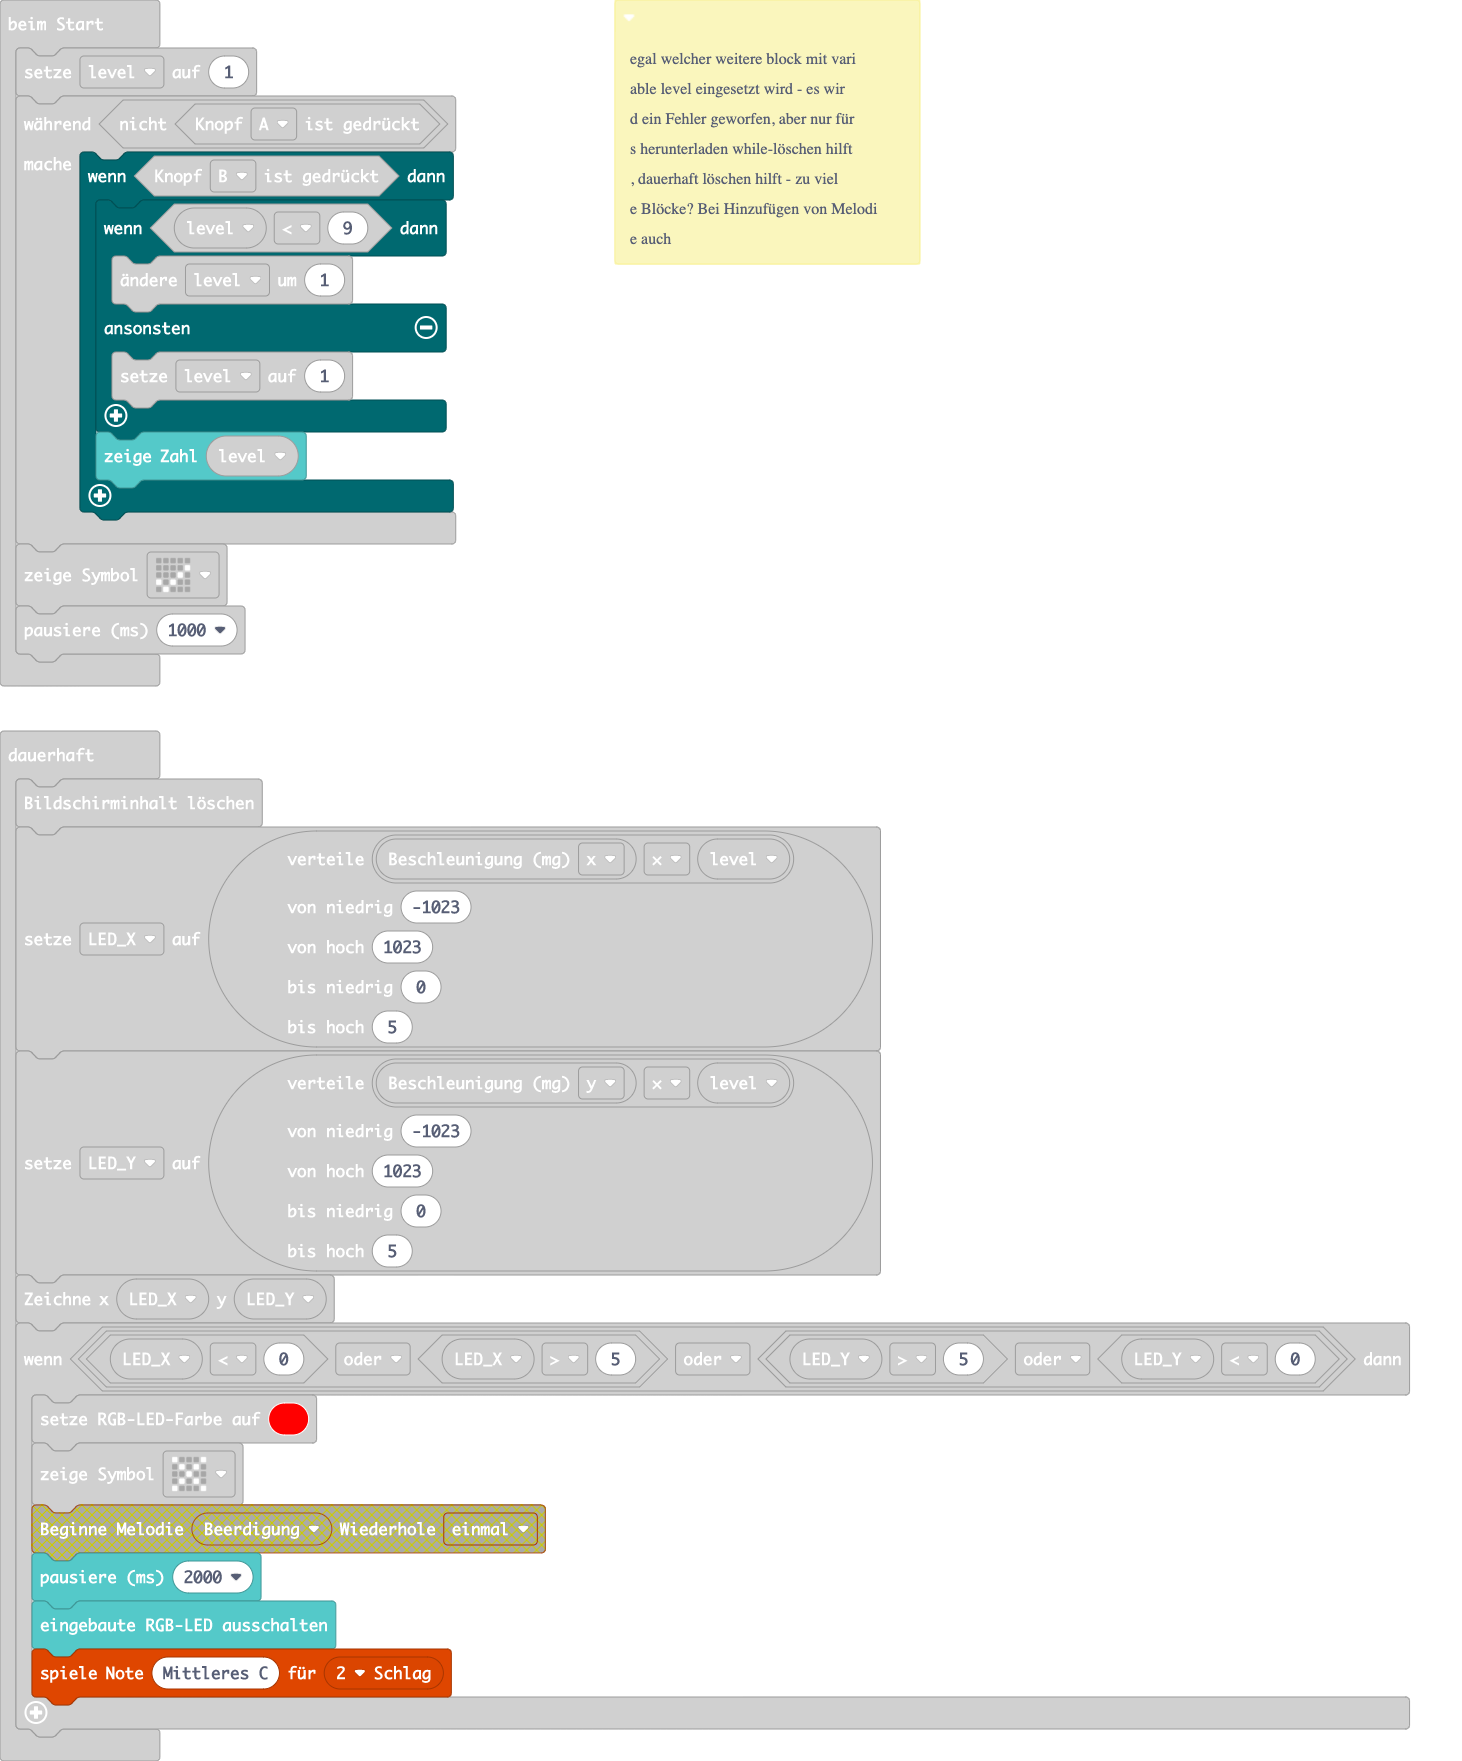 beim Start
setze level auf 1
während nicht Knopf A ist gedrückt
mache
wenn Knopf B ist gedrückt dann
wenn level < 9 dann
ändere level um 1
ansonsten
setze level auf 1
zeige Zahl level
zeige Symbol
pausiere (ms) 1000
egal welcher weitere block mit vari
able level eingesetzt wird - es wir
d ein Fehler geworfen, aber nur für
s herunterladen while-löschen hilft
, dauerhaft löschen hilft - zu viel
e Blöcke? Bei Hinzufügen von Melodi
e auch
dauerhaft
Bildschirminhalt löschen
setze LED_X auf
verteile Beschleunigung (mg) x × level
von niedrig -1023
von hoch 1023
bis niedrig 0
bis hoch 5
setze LED_Y auf
verteile Beschleunigung (mg) y × level
von niedrig -1023
von hoch 1023
bis niedrig 0
bis hoch 5
Zeichne x LED_X y LED_Y
wenn LED_X < 0 oder LED_X > 5 oder LED_Y > 5 oder LED_Y < 0 dann
setze RGB-LED-Farbe auf
zeige Symbol
Beginne Melodie Beerdigung Wiederhole einmal
pausiere (ms) 2000
eingebaute RGB-LED ausschalten
spiele Note Mittleres C für 2 Schlag